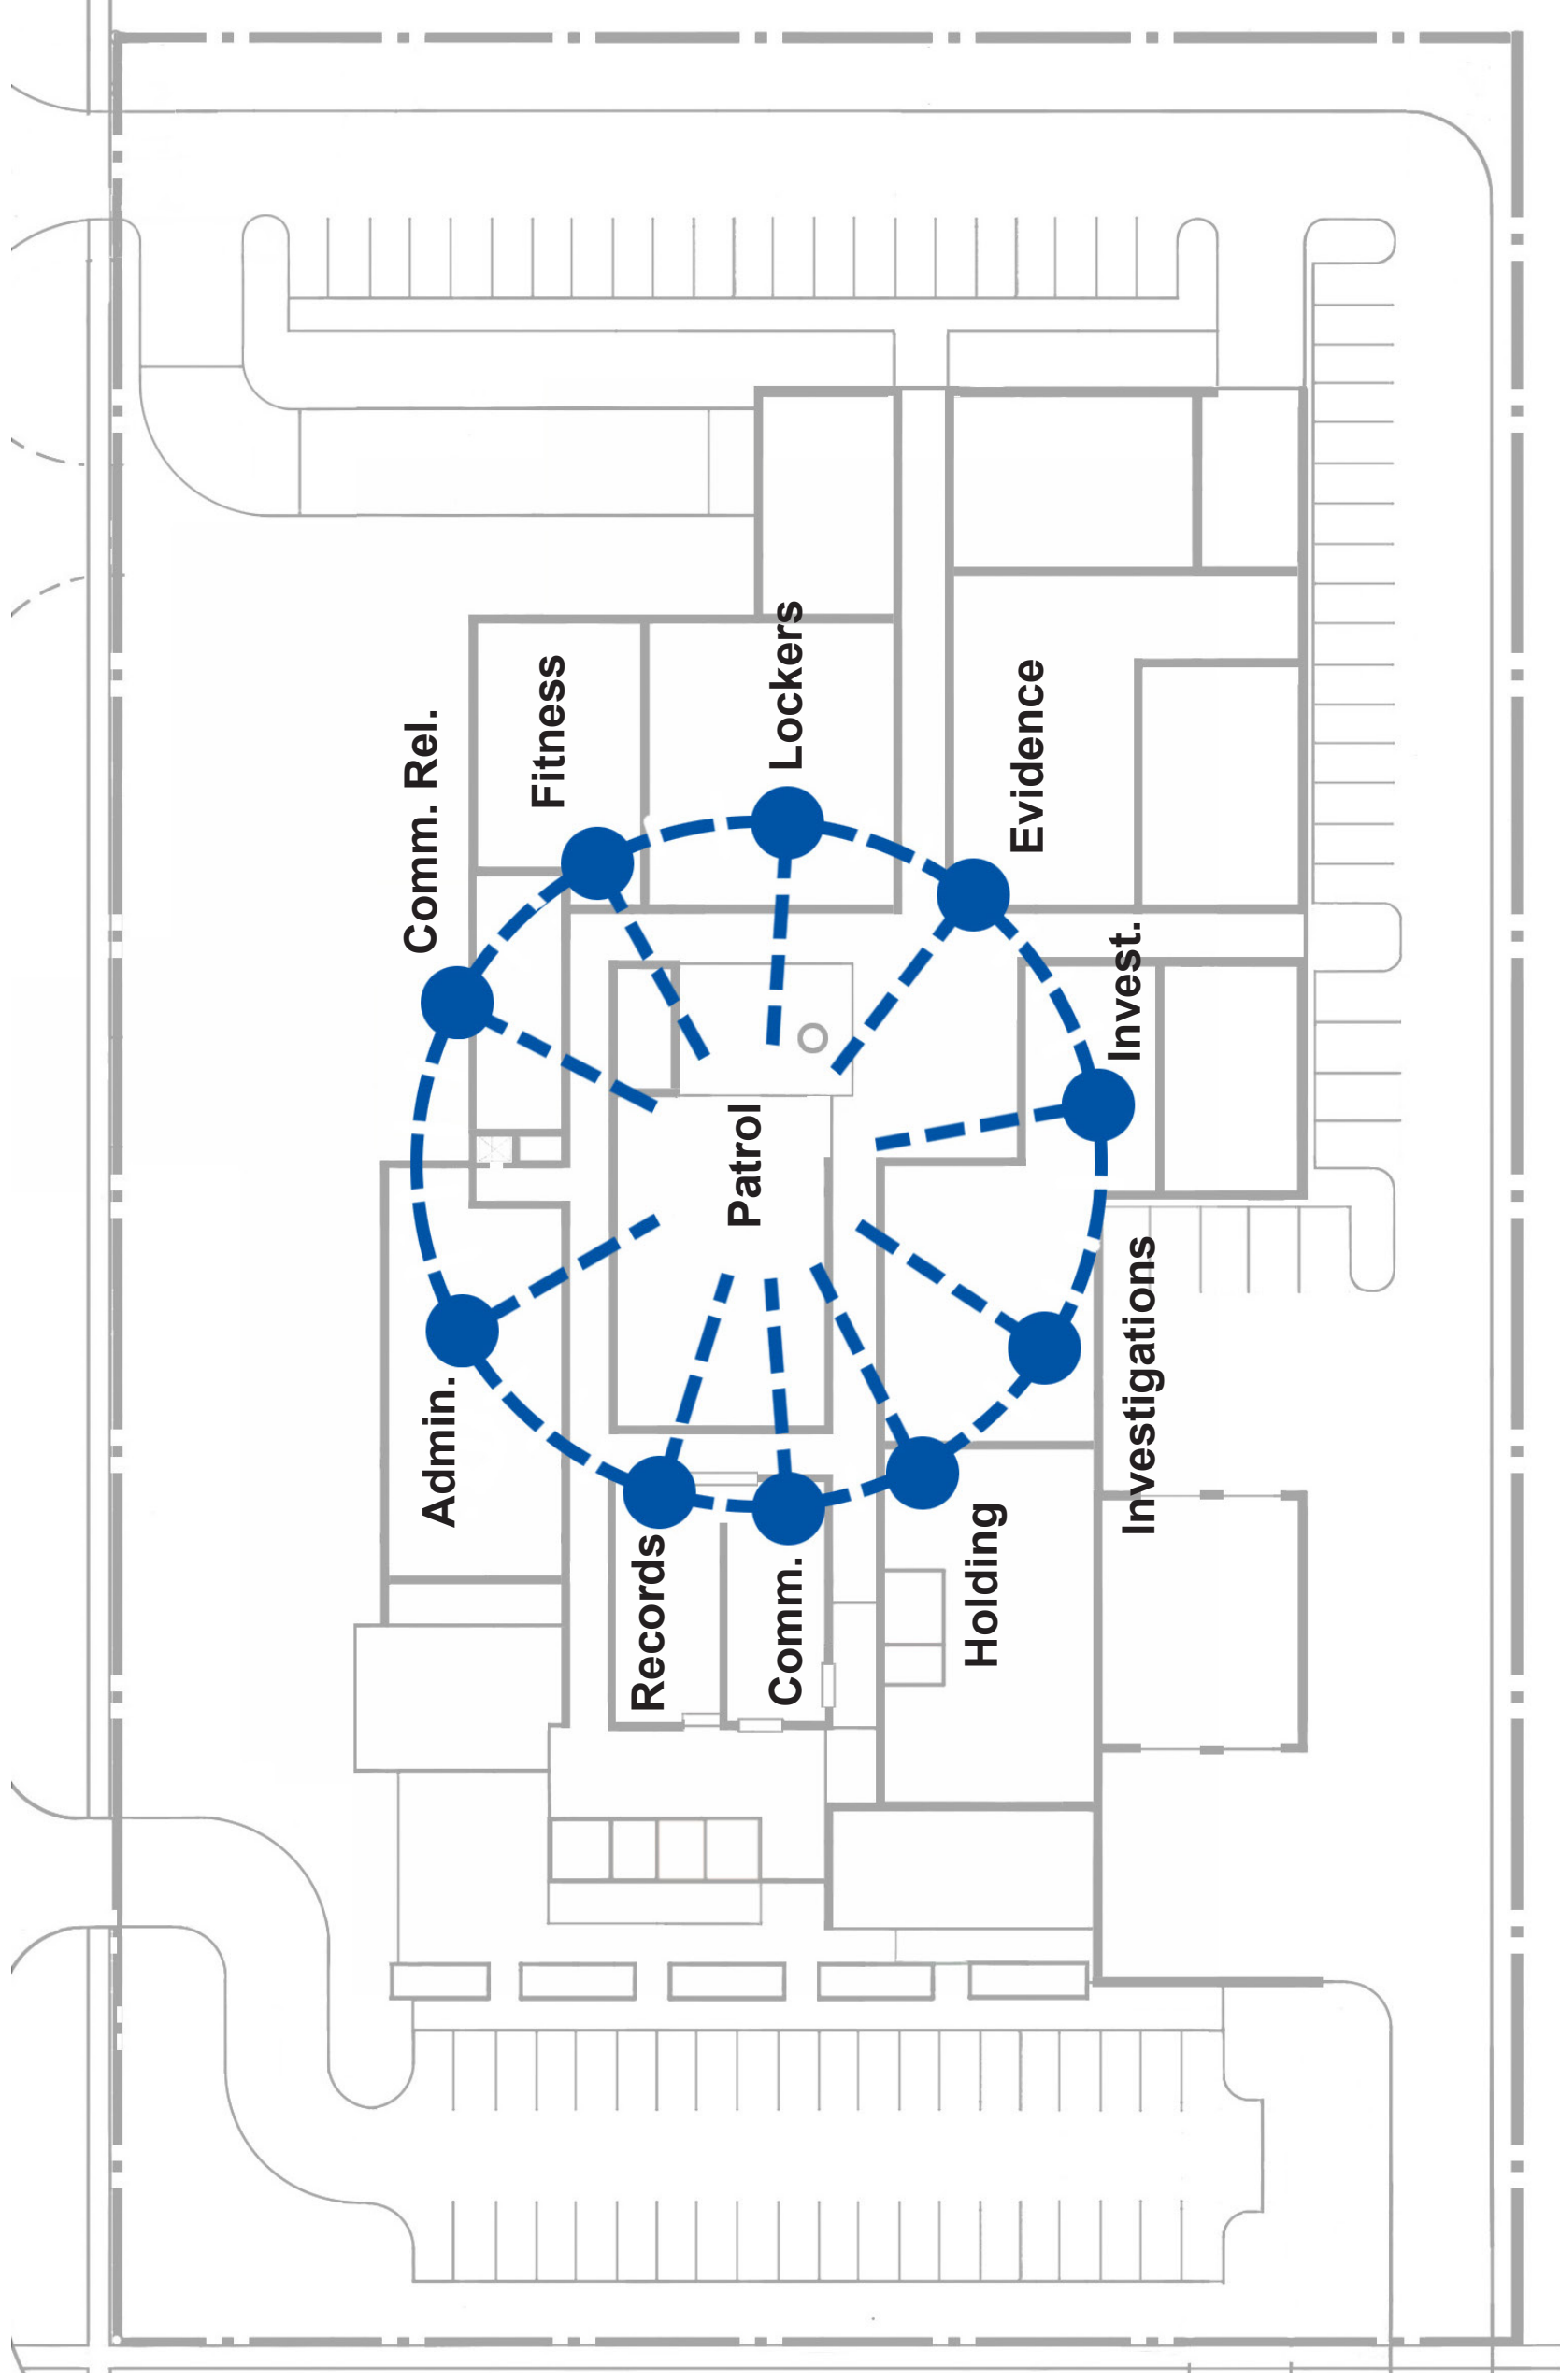 Admin.
Comm. Rel.
Fitness
Records
Patrol
Comm.
Lockers
Holding
Evidence
Investigations
Invest.